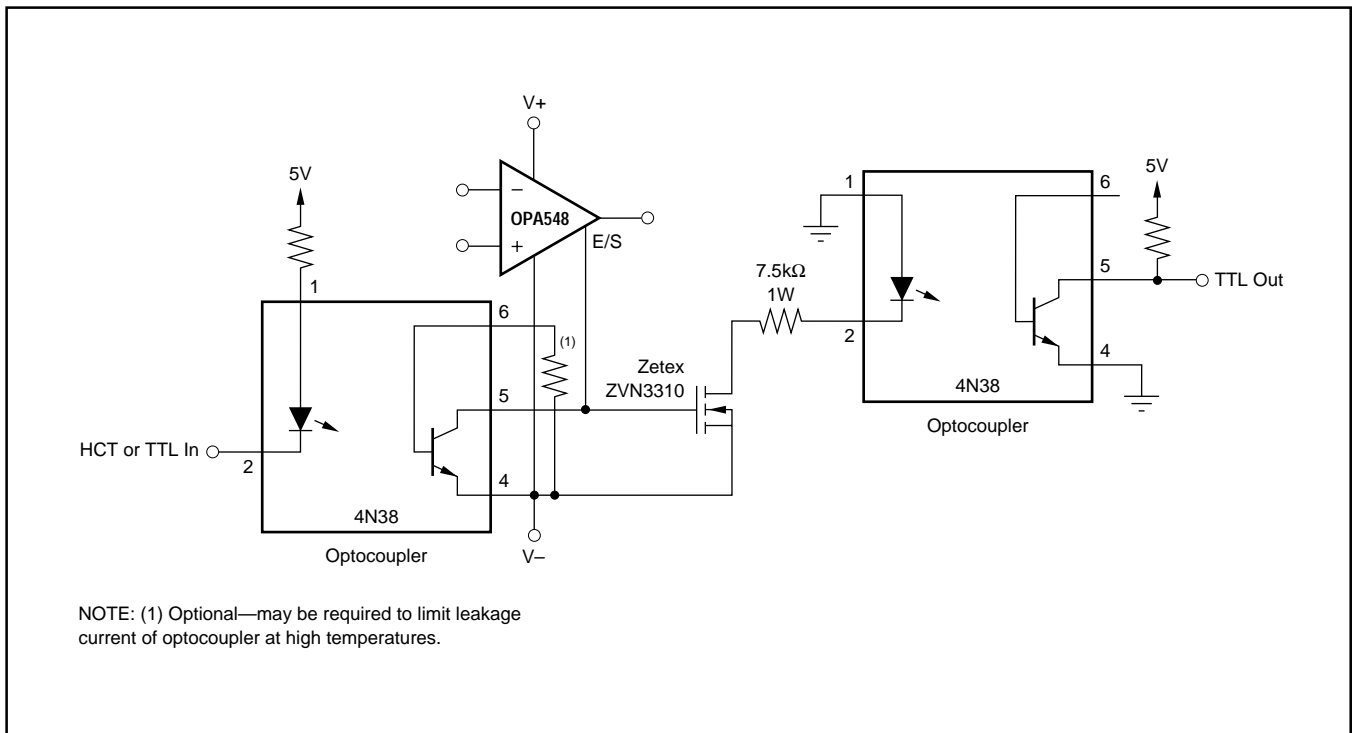 V+
5V
−
OPA548
+
E/S
1
6
(1)
5
4
2
HCT or TTL In
4N38
Optocoupler
V–
Zetex
ZVN3310
7.5kΩ
1W
1
2
6
5V
5
TTL Out
4
4N38
Optocoupler
NOTE: (1) Optional—may be required to limit leakage
current of optocoupler at high temperatures.